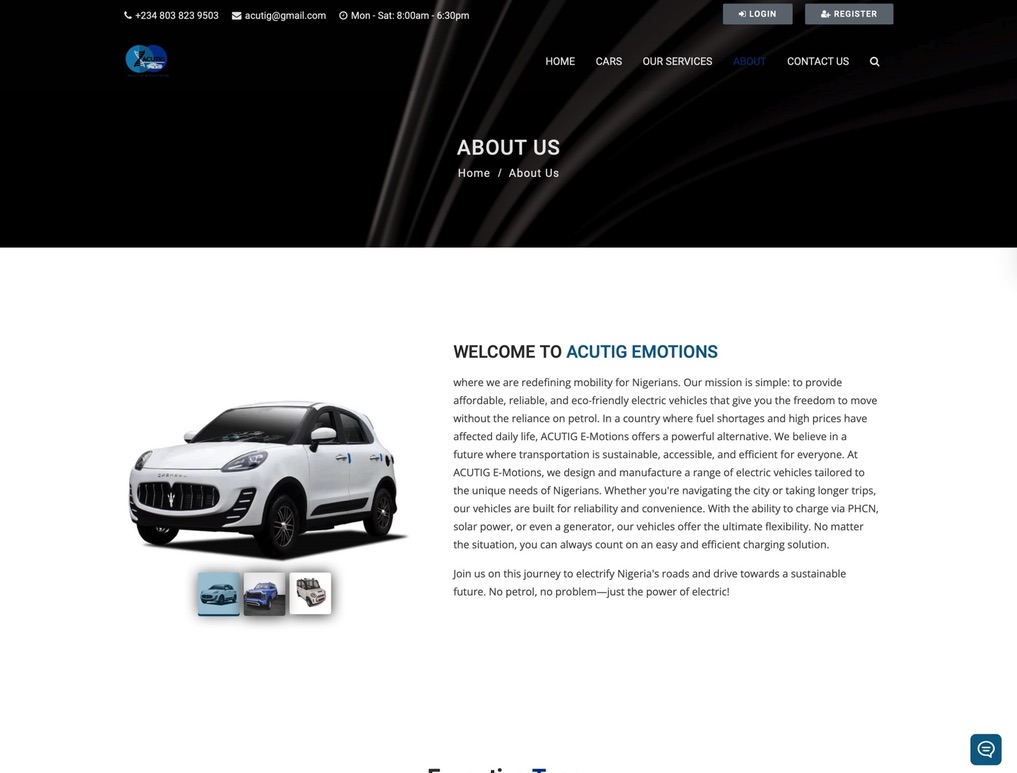 +234 803 823 9503 acutig@gmail.com Mon - Sat: 8:00am - 6:30pm LOGIN REGISTER
ACUTIG
HOME CARS OUR SERVICES ABOUT CONTACT US
ABOUT US
Home / About Us
WELCOME TO ACUTIG EMOTIONS
where we are redefining mobility for Nigerians. Our mission is simple: to provide
affordable, reliable, and eco-friendly electric vehicles that give you the freedom to move
without the reliance on petrol. In a country where fuel shortages and high prices have
affected daily life, ACUTIG E-Motions offers a powerful alternative. We believe in a
future where transportation is sustainable, accessible, and efficient for everyone. At
ACUTIG E-Motions, we design and manufacture a range of electric vehicles tailored to
the unique needs of Nigerians. Whether you're navigating the city or taking longer trips,
our vehicles are built for reliability and convenience. With the ability to charge via PHCN,
solar power, or even a generator, our vehicles offer the ultimate flexibility. No matter
the situation, you can always count on an easy and efficient charging solution.
Join us on this journey to electrify Nigeria's roads and drive towards a sustainable
future. No petrol, no problem—just the power of electric!